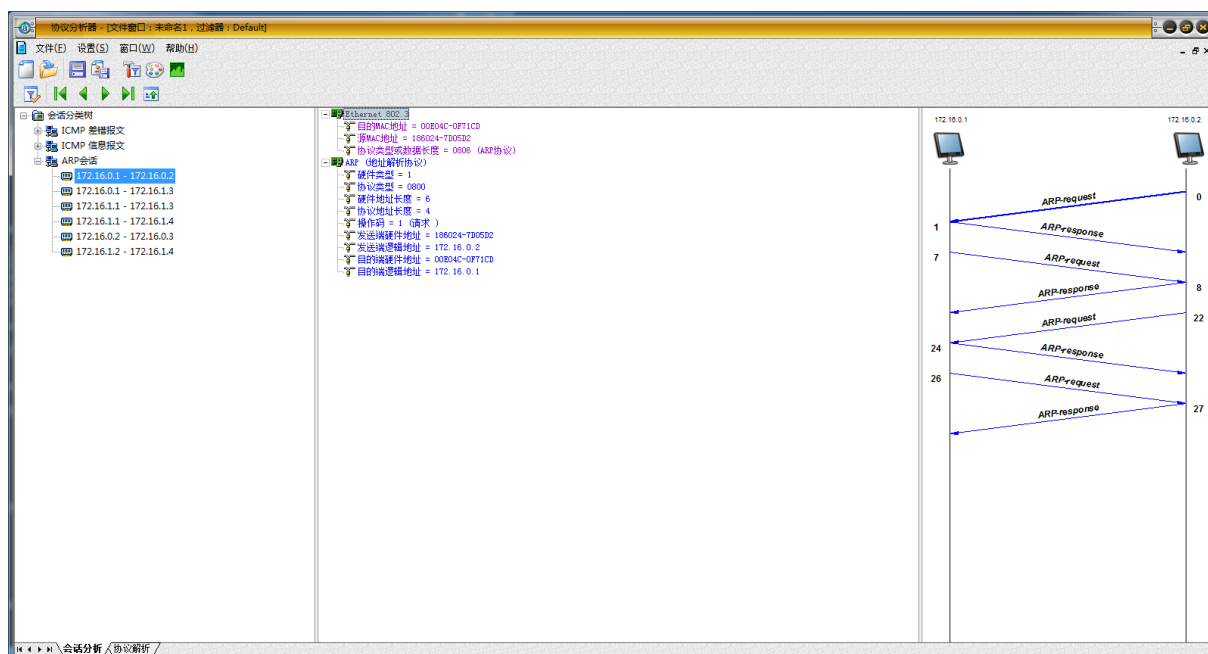 协议分析器 - [文件窗口：未命名1，过滤器：Default]
文件(F) 设置(S) 窗口(W) 帮助(H)
会话分类树
ICMP 差错报文
ICMP 信息报文
ARP会话
172.16.0.1 - 172.16.0.2
172.16.0.1 - 172.16.1.3
172.16.1.1 - 172.16.1.3
172.16.1.1 - 172.16.1.4
172.16.0.2 - 172.16.0.3
172.16.1.2 - 172.16.1.4
Ethernet 802.3
目的MAC地址 = 00E04C-0F71CD
源MAC地址 = 186024-7D05D2
协议类型或数据长度 = 0806 (ARP协议)
ARP (地址解析协议)
硬件类型 = 1
协议类型 = 0800
硬件地址长度 = 6
协议地址长度 = 4
操作码 = 1 (请求 )
发送端硬件地址 = 186024-7D05D2
发送端逻辑地址 = 172.16.0.2
目的端硬件地址 = 00E04C-0F71CD
目的端逻辑地址 = 172.16.0.1
172.16.0.1
172.16.0.2
ARP-request
0
1
ARP-response
7
ARP-request
8
ARP-response
ARP-request
22
24
ARP-response
26
ARP-request
27
ARP-response
会话分析
协议解析